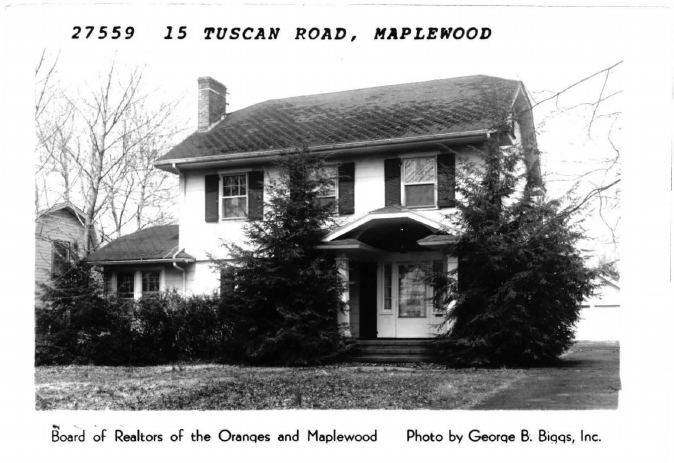 27559 15 TUSCAN ROAD, MAPLEWOOD
Board of Realtors of the Oranges and Maplewood Photo by George B. Biggs, Inc.